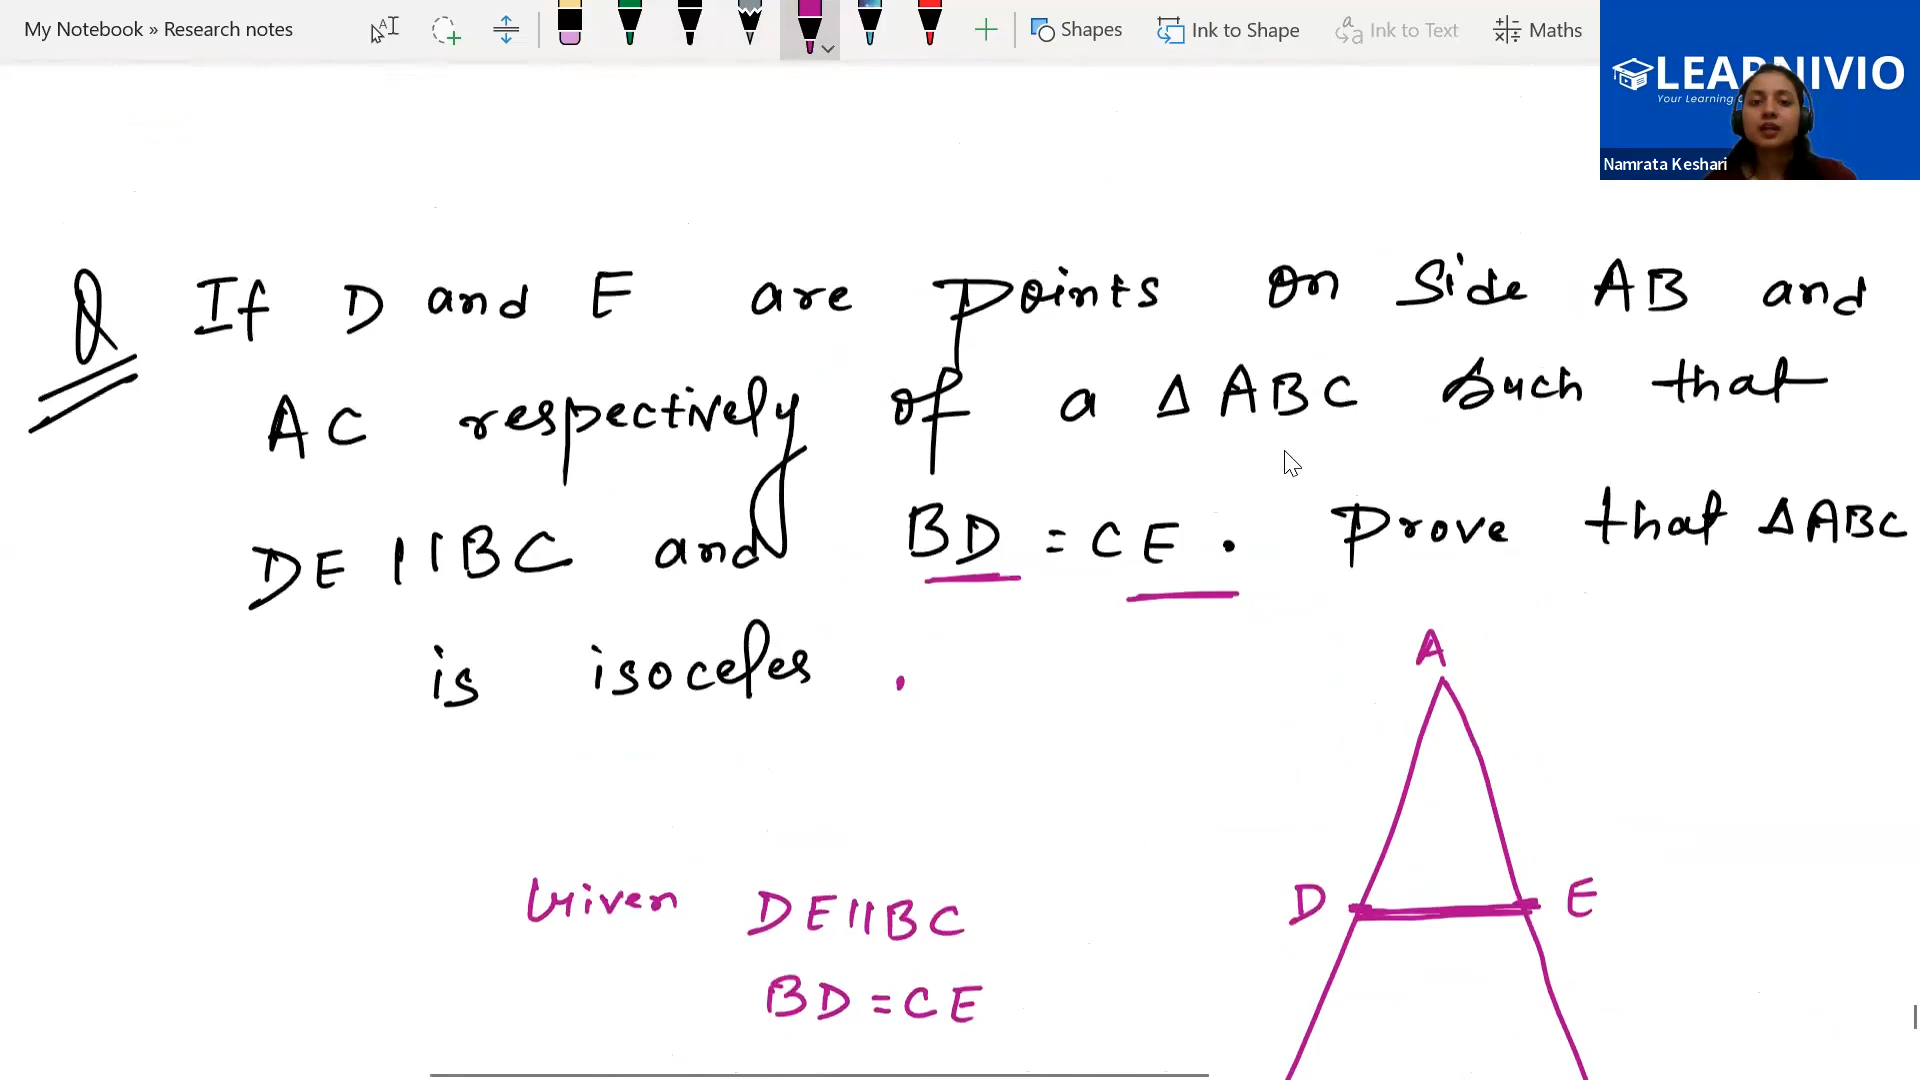 My Notebook » Research notes
Shapes
Ink to Shape
Ink to Text
Maths
LEARNIVIO
Your Learning
Namrata Keshari
Q If D and E are points on side AB and
AC respectively of a △ ABC such that
DE || BC and BD = CE . Prove that △ABC
is isoceles .
A
Given DE || BC
D E
BD = CE